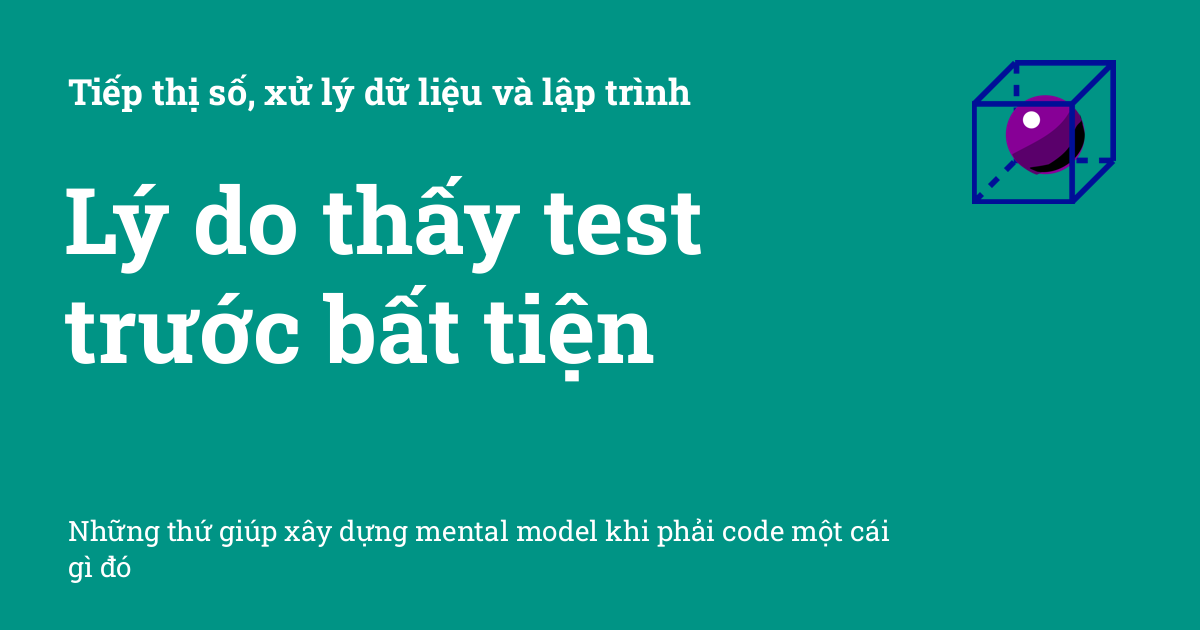 Tiếp thị số, xử lý dữ liệu và lập trình
Lý do thấy test
trước bất tiện
Những thứ giúp xây dựng mental model khi phải code một cái
gì đó